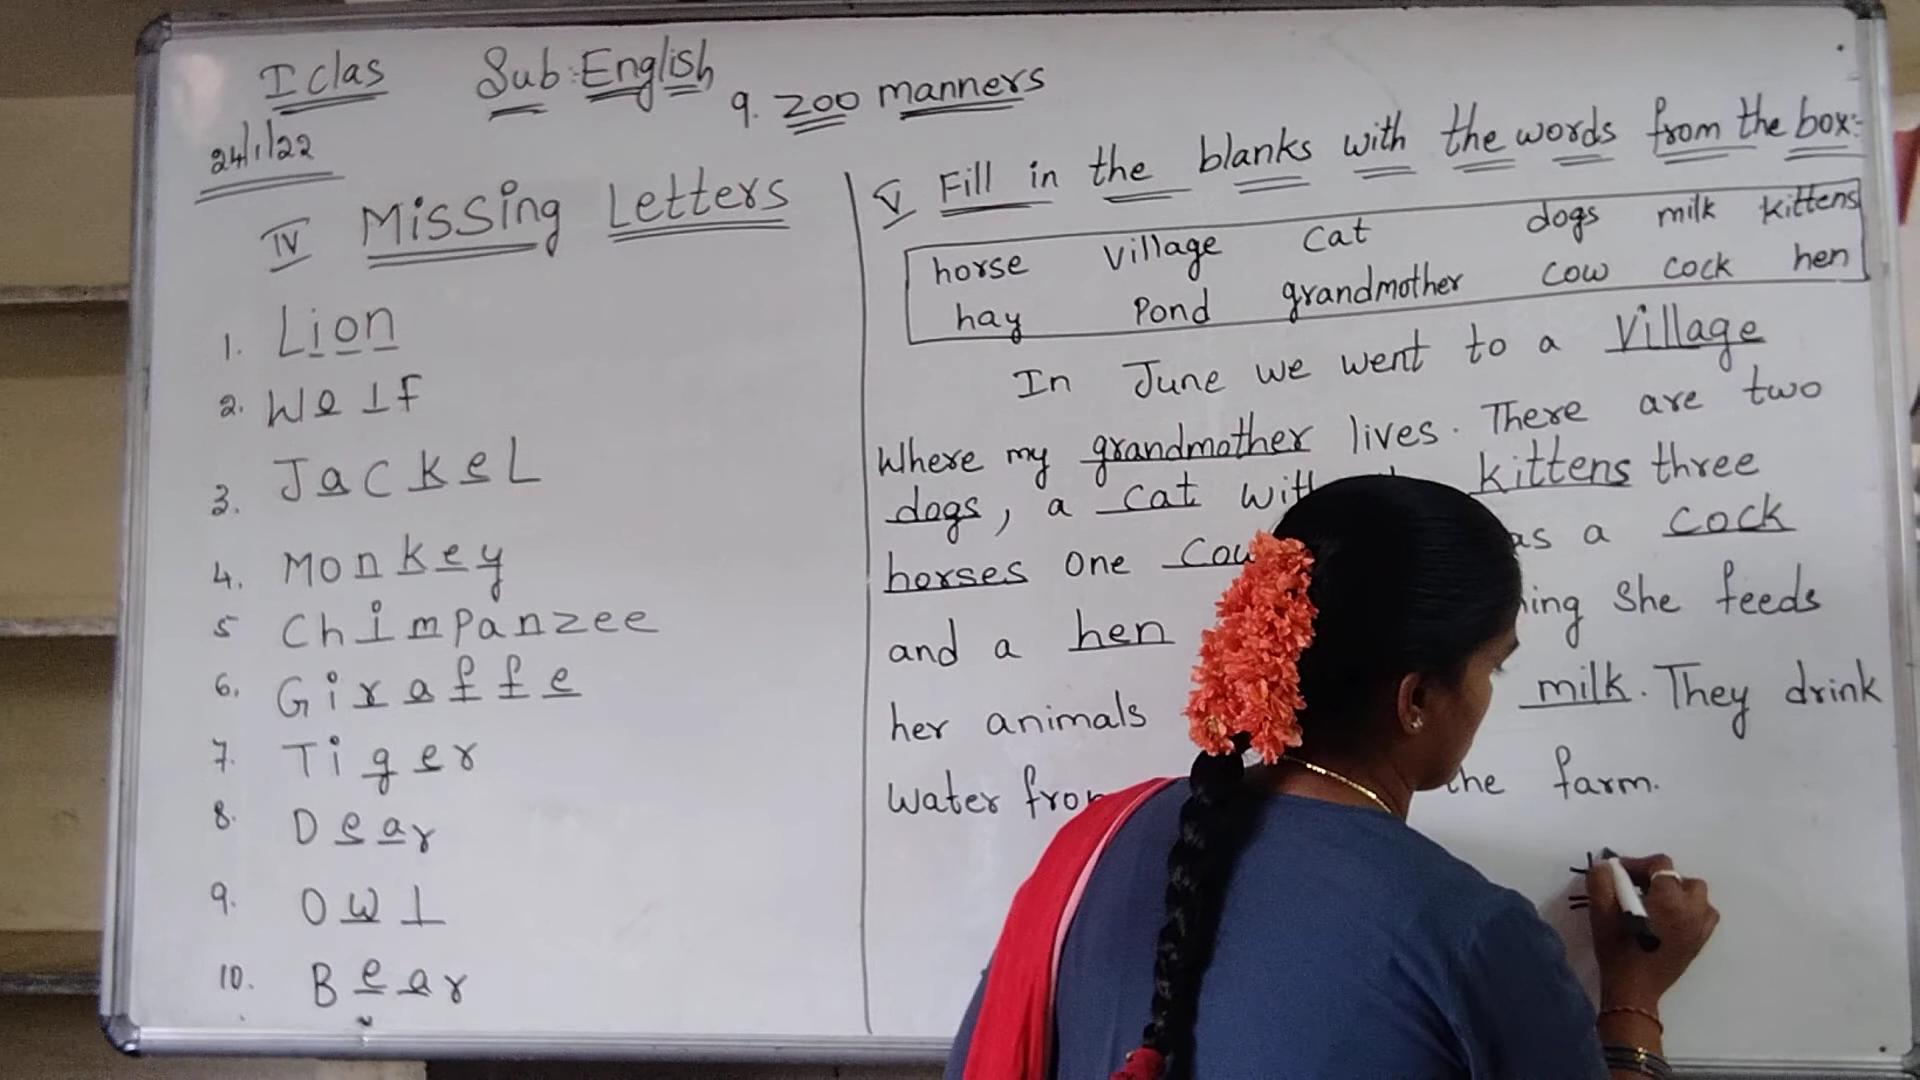 I clas Sub: English
9. 200 manners
24/1/22
IV Missing Letters
1. Lion
2. Wolf
3. Jackel
4. Monkey
5 Chimpanzee
6. Giraffe
7. Tiger
8. Dear
9. Owl
10. Bear
V Fill in the blanks with the words from the box:-
horse village cat dogs milk kittens
hay Pond grandmother cow cock hen
In June we went to a Village
Where my grandmother lives. There are two
dogs, a cat kittens three
horses one a cock
and a hen She feeds
her animals milk. They drink
Water farm.